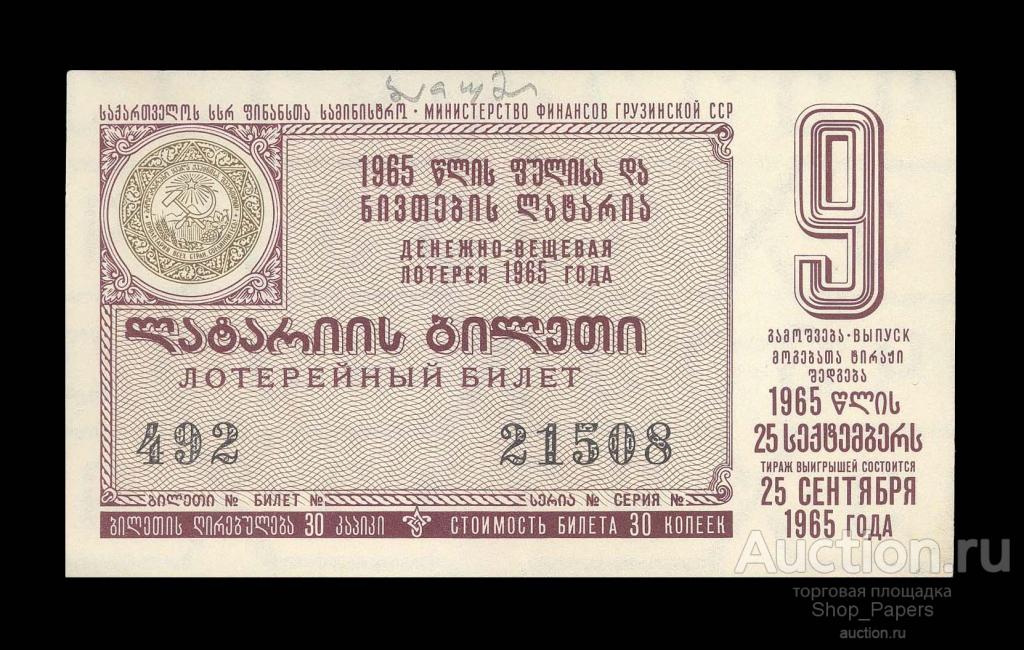 საქართველოს სსრ ფინანსთა სამინისტრო · МИНИСТЕРСТВО ФИНАНСОВ ГРУЗИНСКОЙ ССР
1965 წლის ფულისა და
ნივთების ლატარია
ДЕНЕЖНО-ВЕЩЕВАЯ
ЛОТЕРЕЯ 1965 ГОДА
ლატარიის ბილეთი
ЛОТЕРЕЙНЫЙ БИЛЕТ
492 21508
ბილეთი № БИЛЕТ № სერია № СЕРИЯ №
ბილეთის ღირებულება 30 კაპიკი СТОИМОСТЬ БИЛЕТА 30 КОПЕЕК
9
გამოშვება · ВЫПУСК
მოგებათა ტირაჟი
შედგება
1965 წლის
25 სექტემბერს
ТИРАЖ ВЫИГРЫШЕЙ СОСТОИТСЯ
25 СЕНТЯБРЯ
1965 ГОДА
Auction.ru
торговая площадка
Shop_Papers
auction.ru